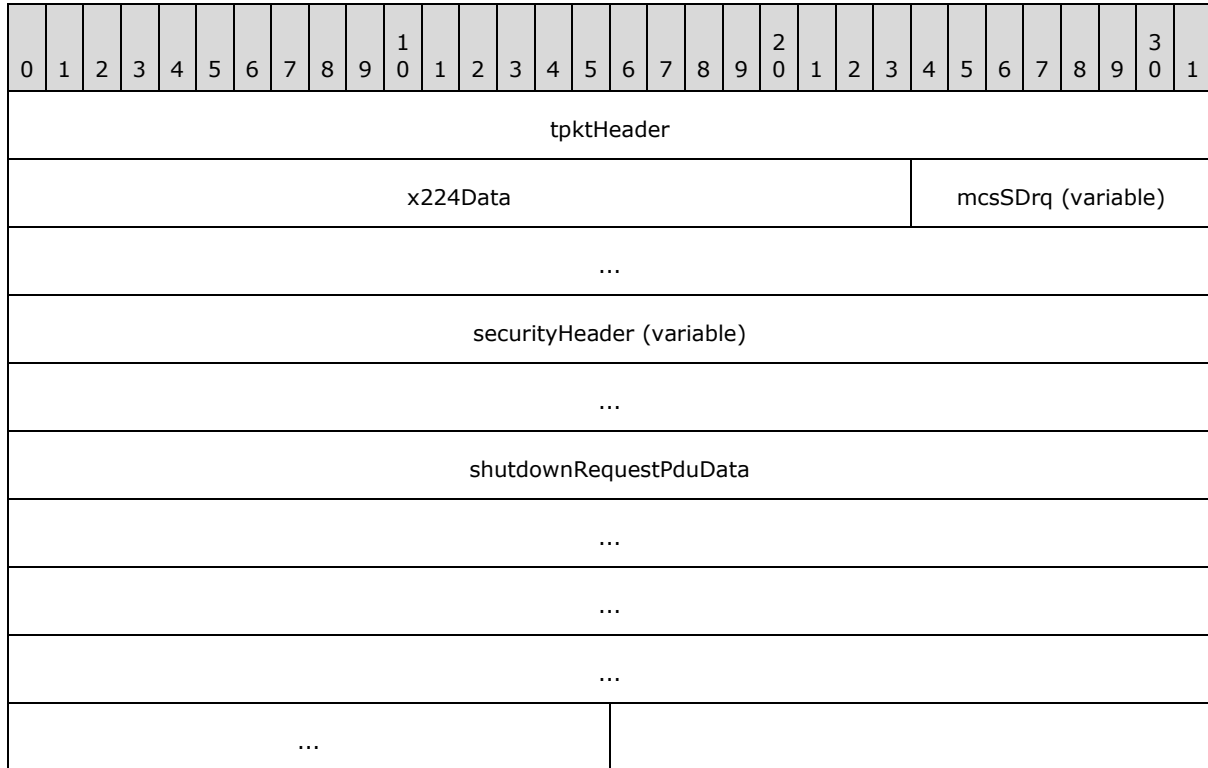 1 2 3
0 1 2 3 4 5 6 7 8 9 0 1 2 3 4 5 6 7 8 9 0 1 2 3 4 5 6 7 8 9 0 1
tpktHeader
x224Data mcsSDrq (variable)
...
securityHeader (variable)
...
shutdownRequestPduData
...
...
...
...